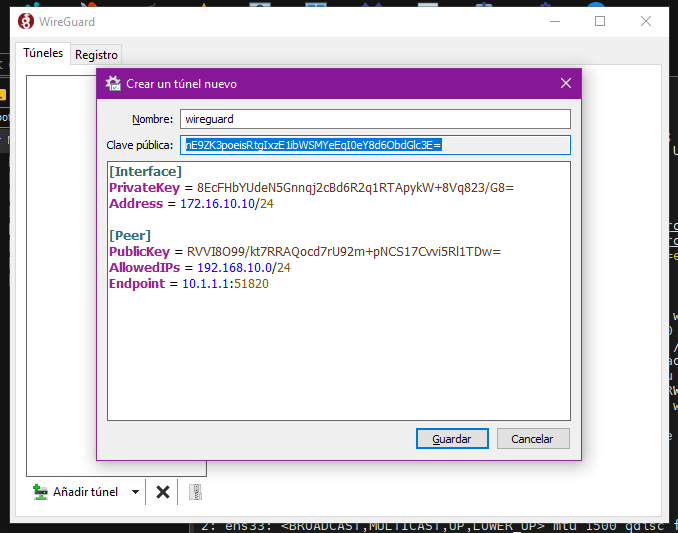 WireGuard
Túneles
Registro
Crear un túnel nuevo
Nombre: wireguard
Clave pública: nE9ZK3poeisRtgIxzE1ibWSMYeEqI0eY8d6ObdGlc3E=
[Interface]
PrivateKey = 8EcFHbYUdeN5Gnnqj2cBd6R2q1RTApykW+8Vq823/G8=
Address = 172.16.10.10/24
[Peer]
PublicKey = RVVI8O99/kt7RRAQocd7rU92m+pNCS17Cvvi5Rl1TDw=
AllowedIPs = 192.168.10.0/24
Endpoint = 10.1.1.1:51820
Guardar
Cancelar
Añadir túnel
2: ens33: <BROADCAST,MULTICAST,UP,LOWER_UP> mtu 1500 qdisc f